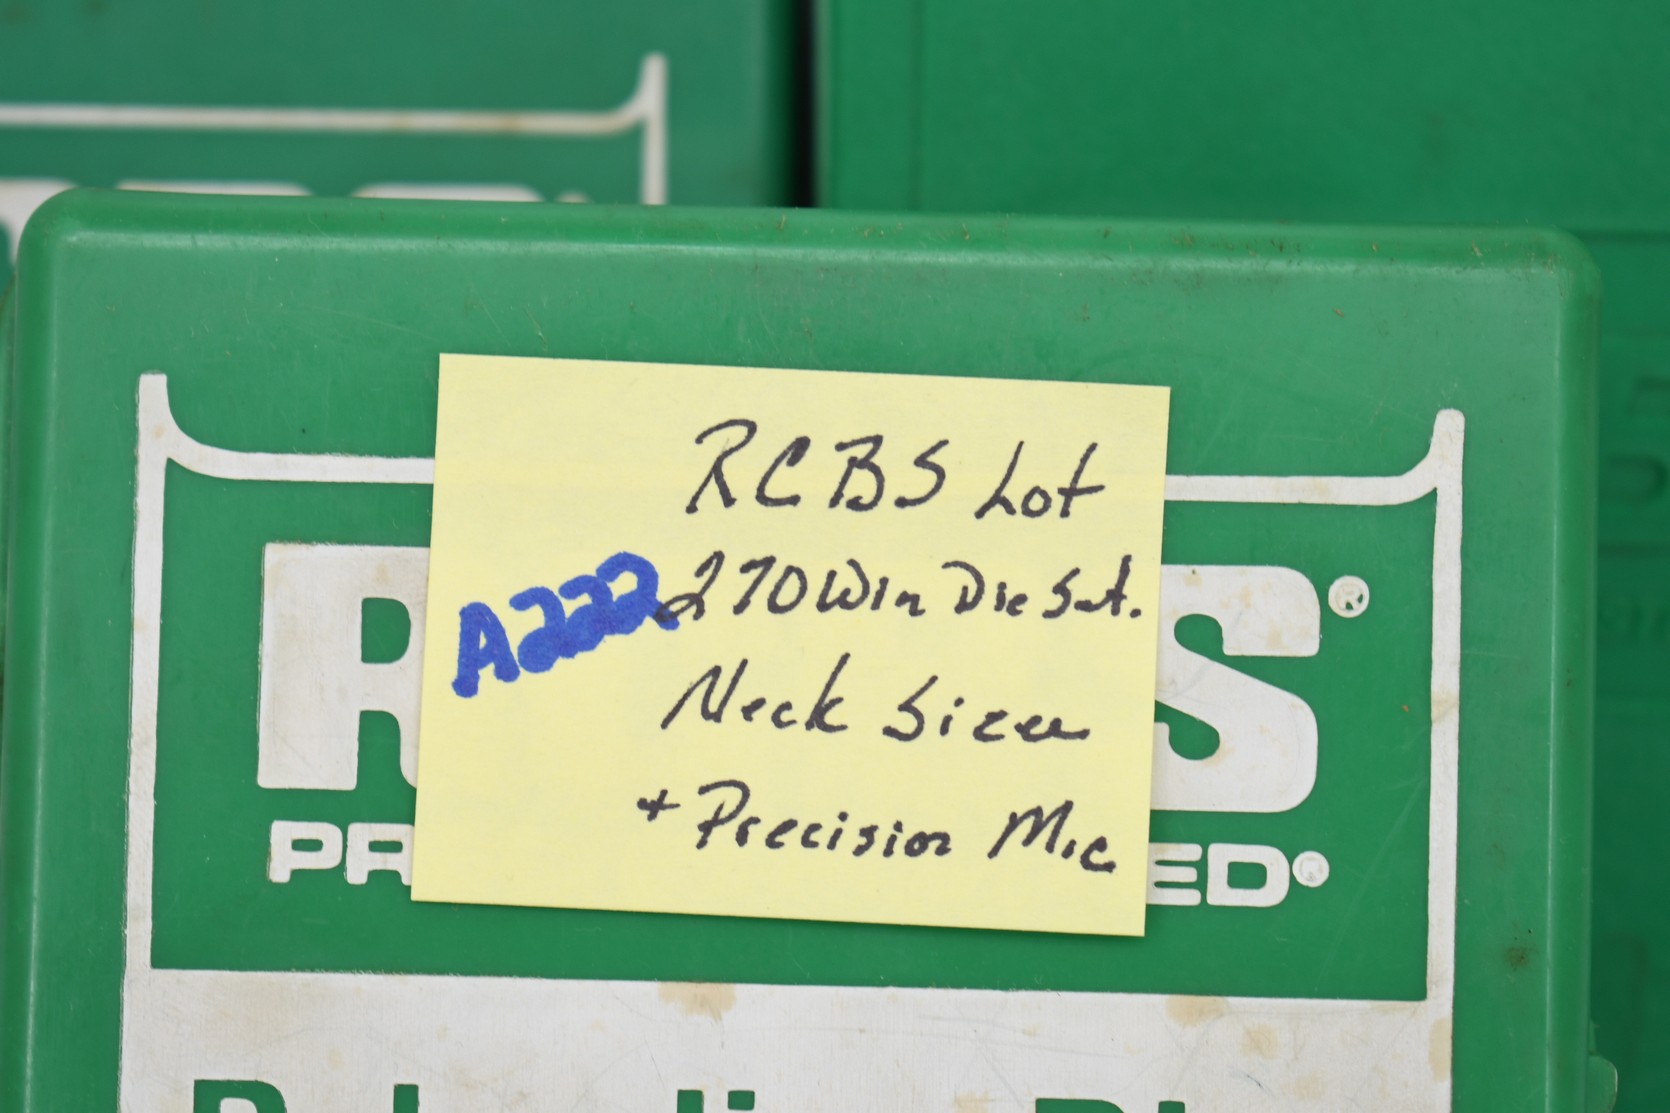 RCBS Lot
A222 270 Win Die Set.
Neck Sizer
+ Precision Mic
R S®
PR ED®